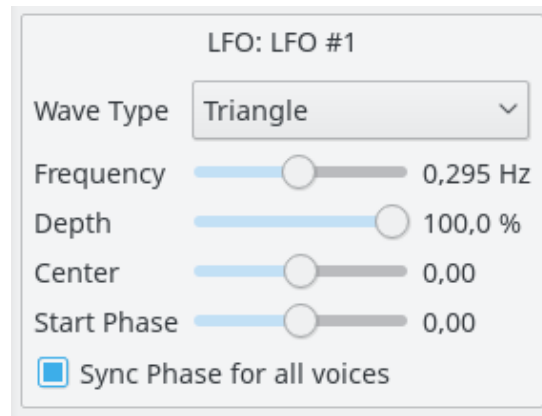 LFO: LFO #1
Wave Type Triangle
Frequency 0,295 Hz
Depth 100,0 %
Center 0,00
Start Phase 0,00
Sync Phase for all voices